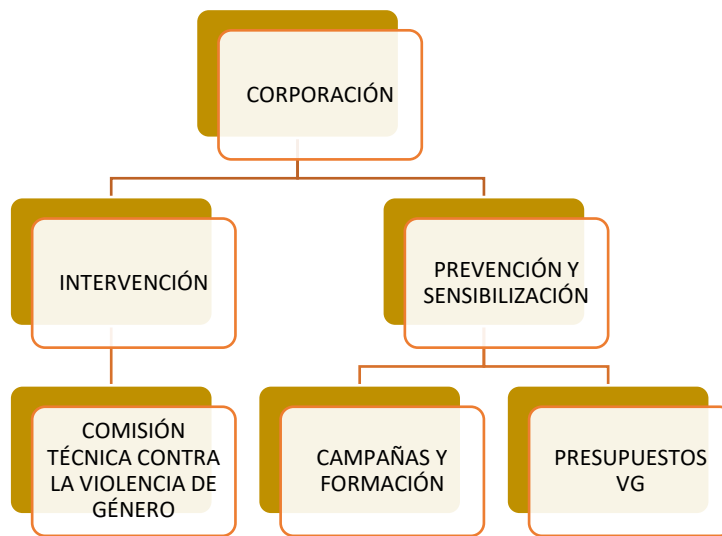 CORPORACIÓN
INTERVENCIÓN
PREVENCIÓN Y
SENSIBILIZACIÓN
COMISIÓN
TÉCNICA CONTRA
LA VIOLENCIA DE
GÉNERO
CAMPAÑAS Y
FORMACIÓN
PRESUPUESTOS
VG